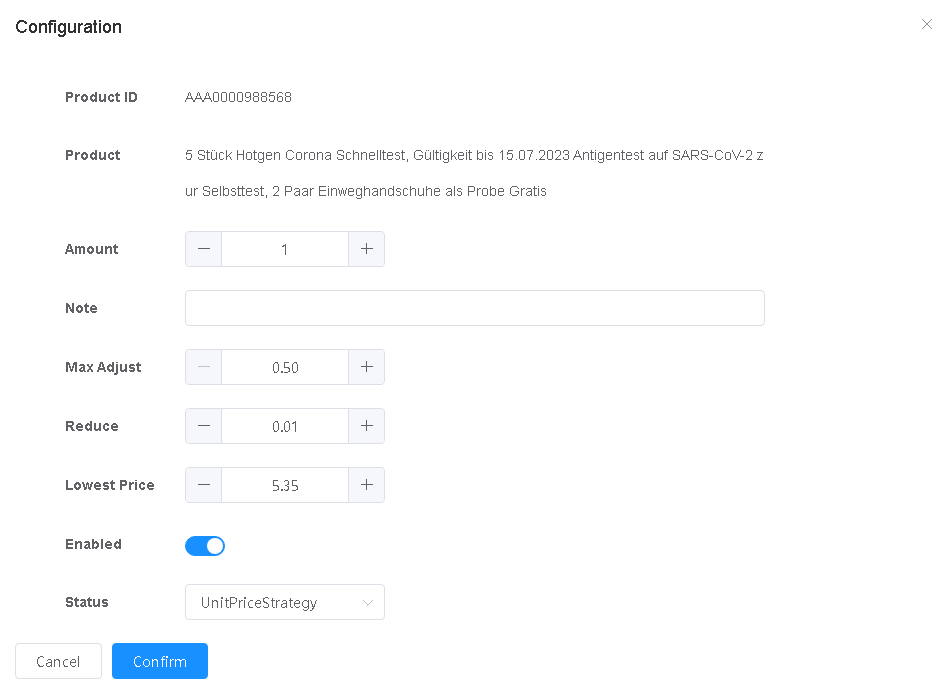 Configuration
Product ID AAA0000988568
Product 5 Stück Hotgen Corona Schnelltest, Gültigkeit bis 15.07.2023 Antigentest auf SARS-CoV-2 z
ur Selbsttest, 2 Paar Einweghandschuhe als Probe Gratis
Amount 1
Note
Max Adjust 0.50
Reduce 0.01
Lowest Price 5.35
Enabled
Status UnitPriceStrategy
Cancel Confirm